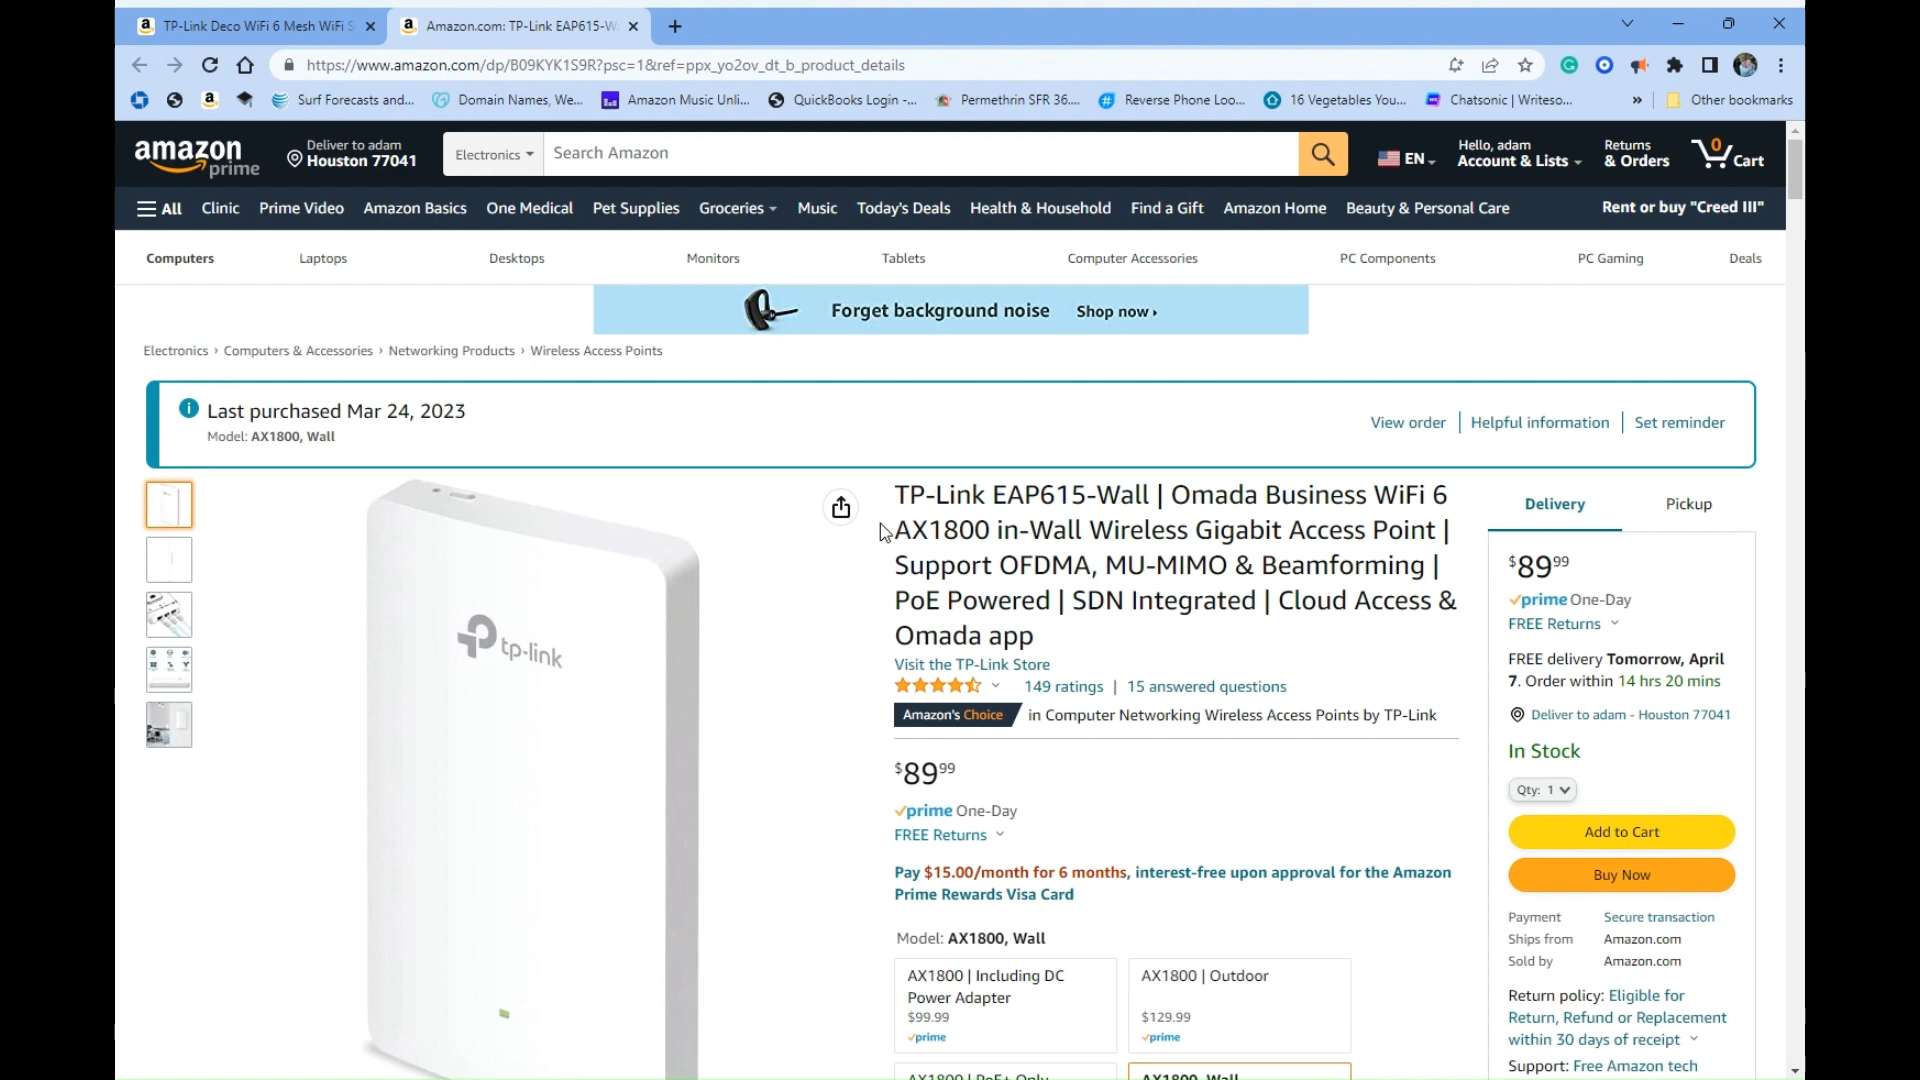 TP-Link Deco WiFi 6 Mesh WiFi S
Amazon.com: TP-Link EAP615-W
https://www.amazon.com/dp/B09KYK1S9R?psc=1&ref=ppx_yo2ov_dt_b_product_details
Surf Forecasts and... Domain Names, We... Amazon Music Unli... QuickBooks Login -... Permethrin SFR 36.... Reverse Phone Loo... 16 Vegetables You... Chatsonic | Writeso... » Other bookmarks
amazon prime
Deliver to adam
Houston 77041
Electronics
Search Amazon
EN
Hello, adam
Account & Lists
Returns
& Orders
0
Cart
All Clinic Prime Video Amazon Basics One Medical Pet Supplies Groceries Music Today's Deals Health & Household Find a Gift Amazon Home Beauty & Personal Care Rent or buy "Creed III"
Computers Laptops Desktops Monitors Tablets Computer Accessories PC Components PC Gaming Deals
Forget background noise Shop now ›
Electronics › Computers & Accessories › Networking Products › Wireless Access Points
Last purchased Mar 24, 2023
Model: AX1800, Wall
View order | Helpful information | Set reminder
tp-link
TP-Link EAP615-Wall | Omada Business WiFi 6
AX1800 in-Wall Wireless Gigabit Access Point |
Support OFDMA, MU-MIMO & Beamforming |
PoE Powered | SDN Integrated | Cloud Access &
Omada app
Visit the TP-Link Store
149 ratings | 15 answered questions
Amazon's Choice in Computer Networking Wireless Access Points by TP-Link
$89.99
prime One-Day
FREE Returns
Pay $15.00/month for 6 months, interest-free upon approval for the Amazon
Prime Rewards Visa Card
Model: AX1800, Wall
AX1800 | Including DC
Power Adapter
$99.99
prime
AX1800 | Outdoor
$129.99
prime
AX1800 | PoE+ Only
AX1800, Wall
Delivery Pickup
$89.99
prime One-Day
FREE Returns
FREE delivery Tomorrow, April
7. Order within 14 hrs 20 mins
Deliver to adam - Houston 77041
In Stock
Qty: 1
Add to Cart
Buy Now
Payment Secure transaction
Ships from Amazon.com
Sold by Amazon.com
Return policy: Eligible for
Return, Refund or Replacement
within 30 days of receipt
Support: Free Amazon tech